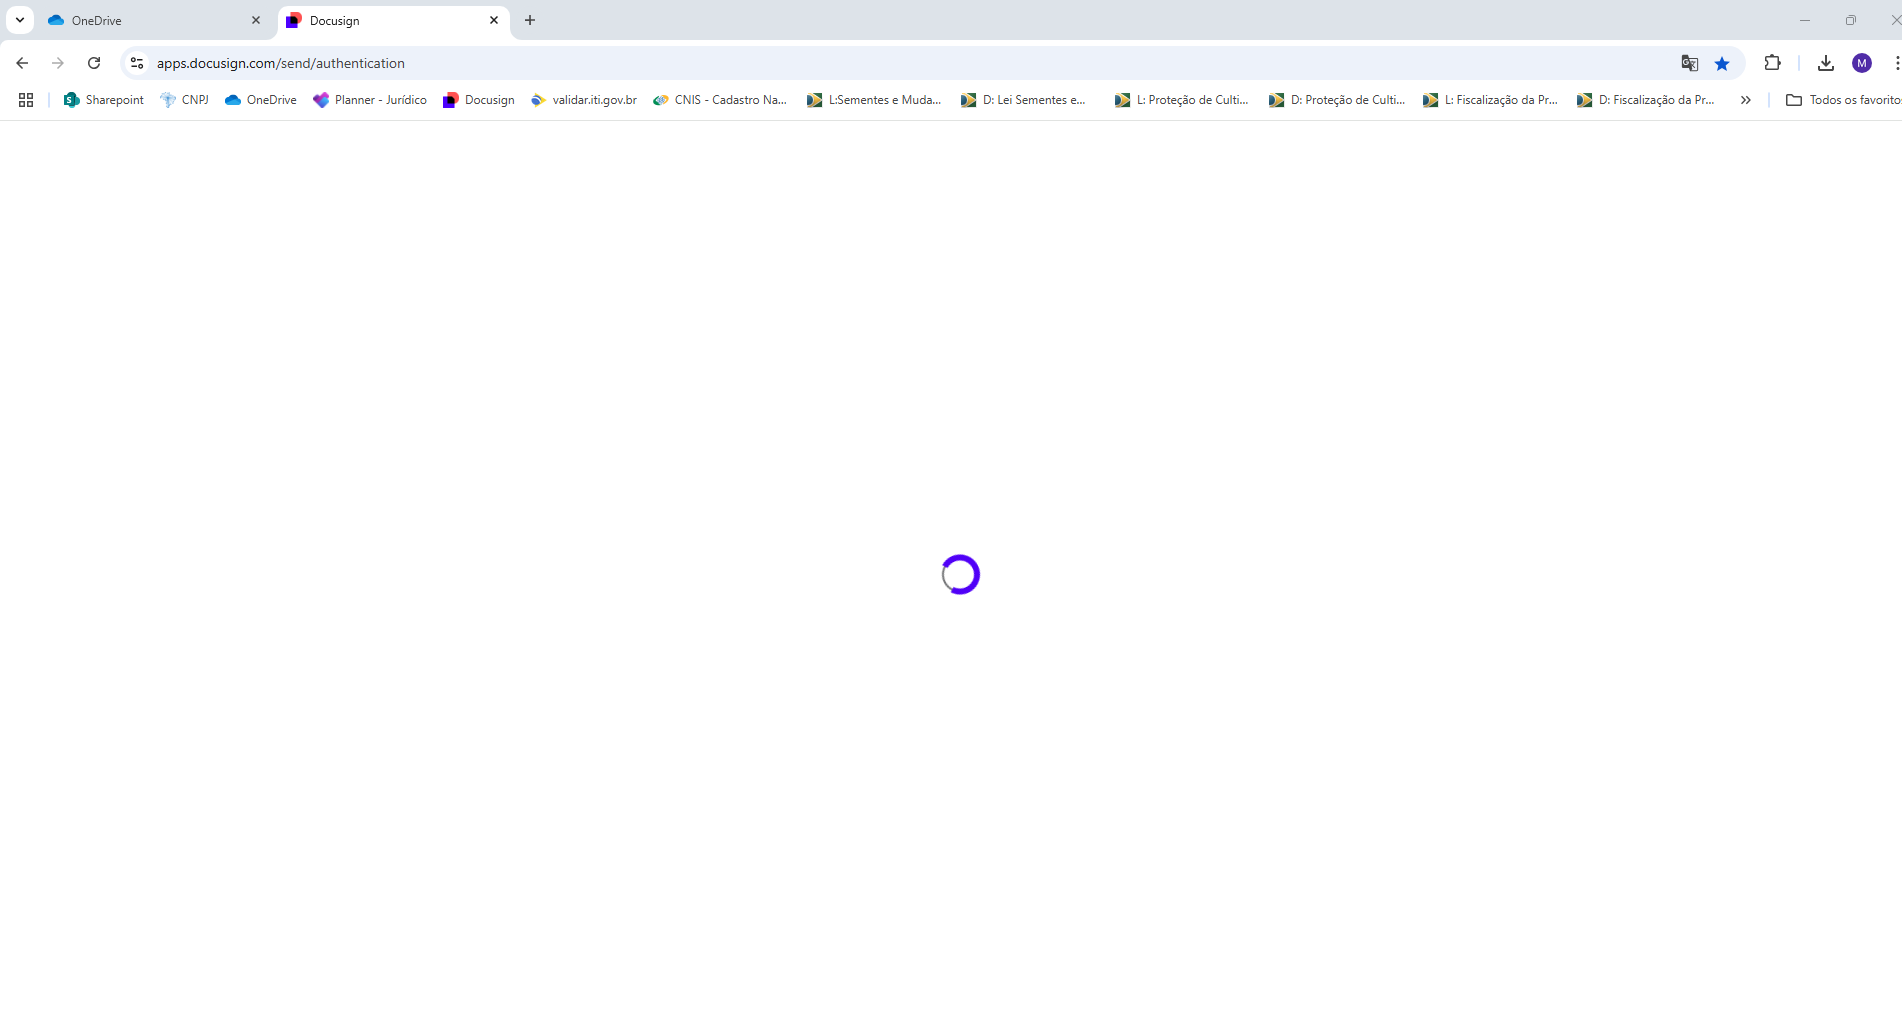 OneDrive
Docusign
apps.docusign.com/send/authentication
M
Sharepoint
CNPJ
OneDrive
Planner - Jurídico
Docusign
validar.iti.gov.br
CNIS - Cadastro Na...
L:Sementes e Muda...
D: Lei Sementes e...
L: Proteção de Culti...
D: Proteção de Culti...
L: Fiscalização da Pr...
D: Fiscalização da Pr...
Todos os favorito